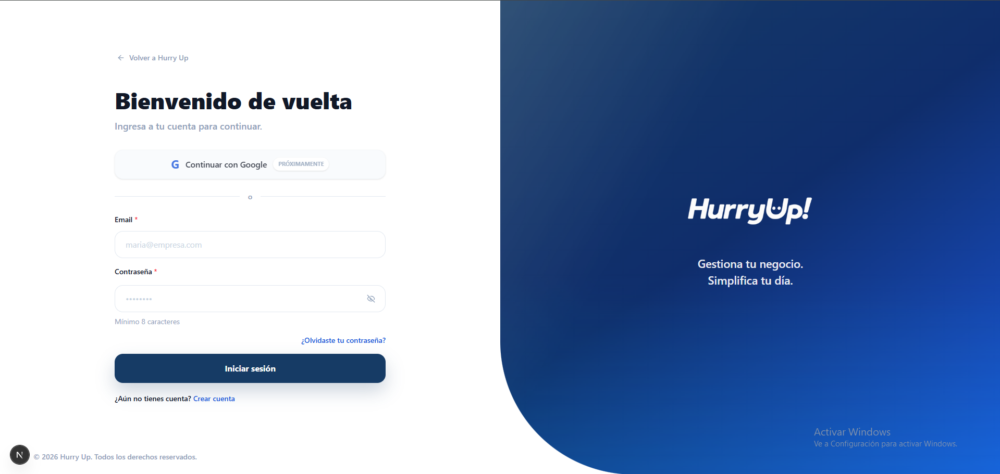 Volver a Hurry Up
Bienvenido de vuelta
Ingresa a tu cuenta para continuar.
G Continuar con Google PRÓXIMAMENTE
o
Email *
maria@empresa.com
Contraseña *
••••••••
Mínimo 8 caracteres
¿Olvidaste tu contraseña?
Iniciar sesión
¿Aún no tienes cuenta? Crear cuenta
N
© 2026 Hurry Up. Todos los derechos reservados.
HurryUp!
Gestiona tu negocio.
Simplifica tu día.
Activar Windows
Ve a Configuración para activar Windows.